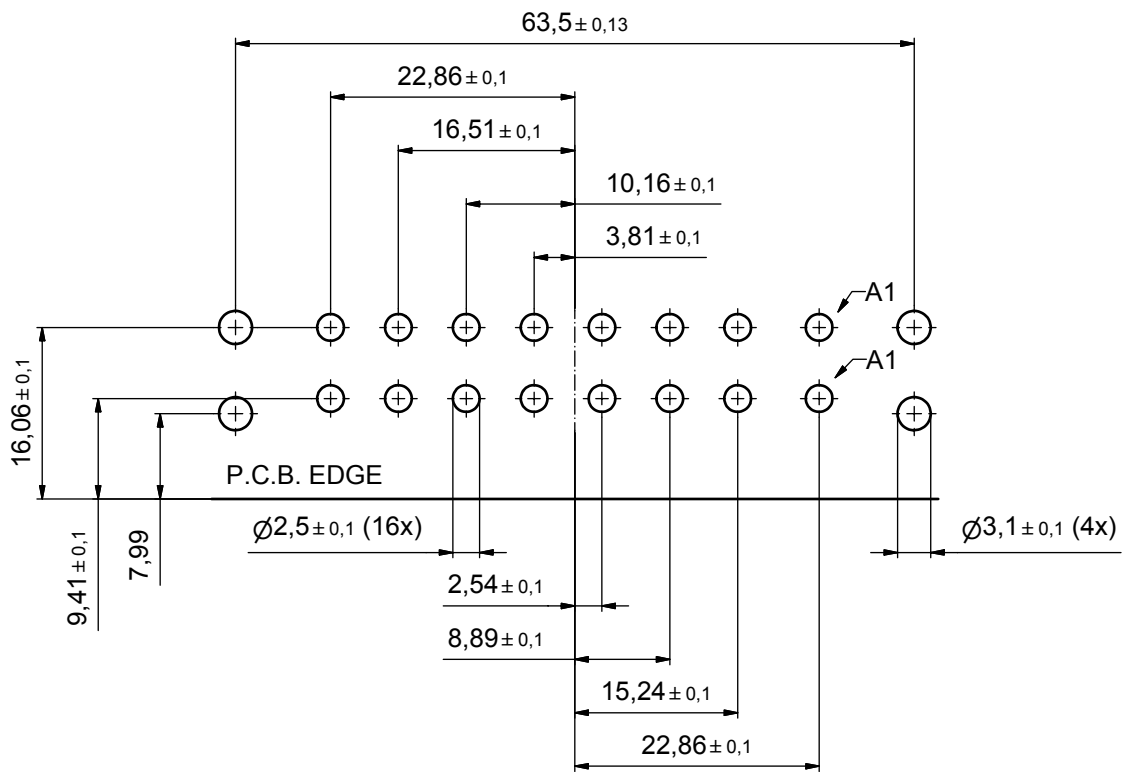 63,5 ± 0,13
22,86 ± 0,1
16,51 ± 0,1
10,16 ± 0,1
3,81 ± 0,1
A1
A1
16,06 ± 0,1
9,41 ± 0,1
7,99
P.C.B. EDGE
Ø2,5 ± 0,1 (16x)
Ø3,1 ± 0,1 (4x)
2,54 ± 0,1
8,89 ± 0,1
15,24 ± 0,1
22,86 ± 0,1